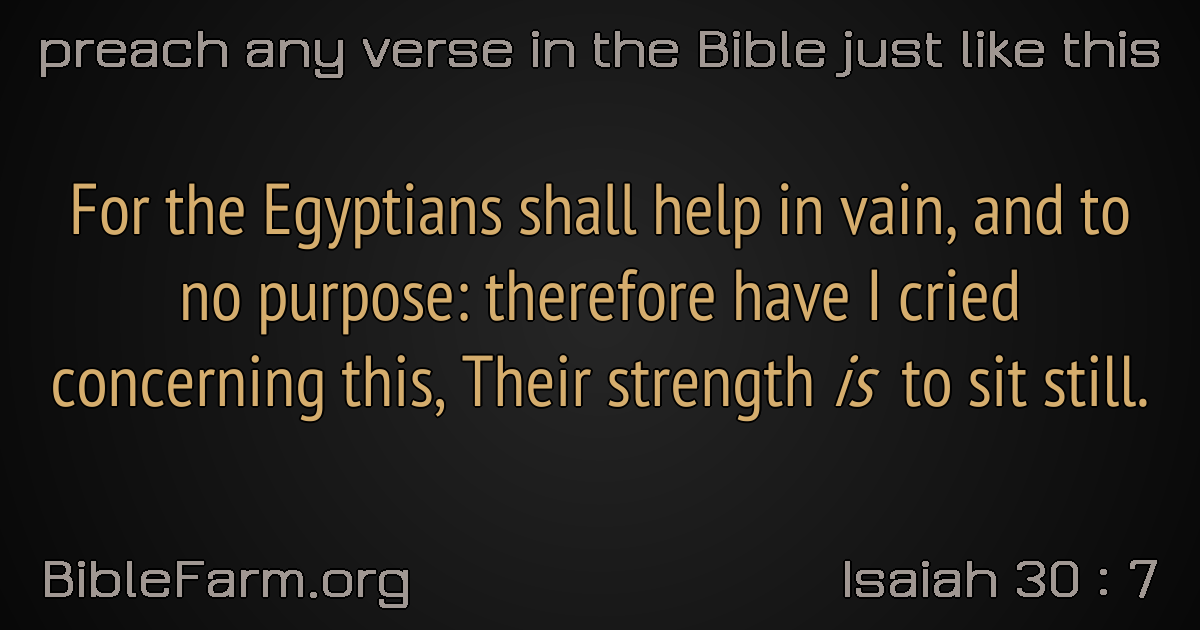 preach any verse in the Bible just like this
For the Egyptians shall help in vain, and to
no purpose: therefore have I cried
concerning this, Their strength is to sit still.
BibleFarm.org
Isaiah 30 : 7